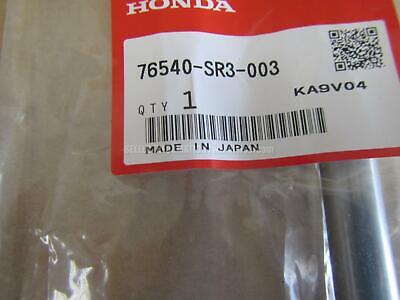 HONDA
76540-SR3-003
QTY 1
KA9V04
MADE IN JAPAN